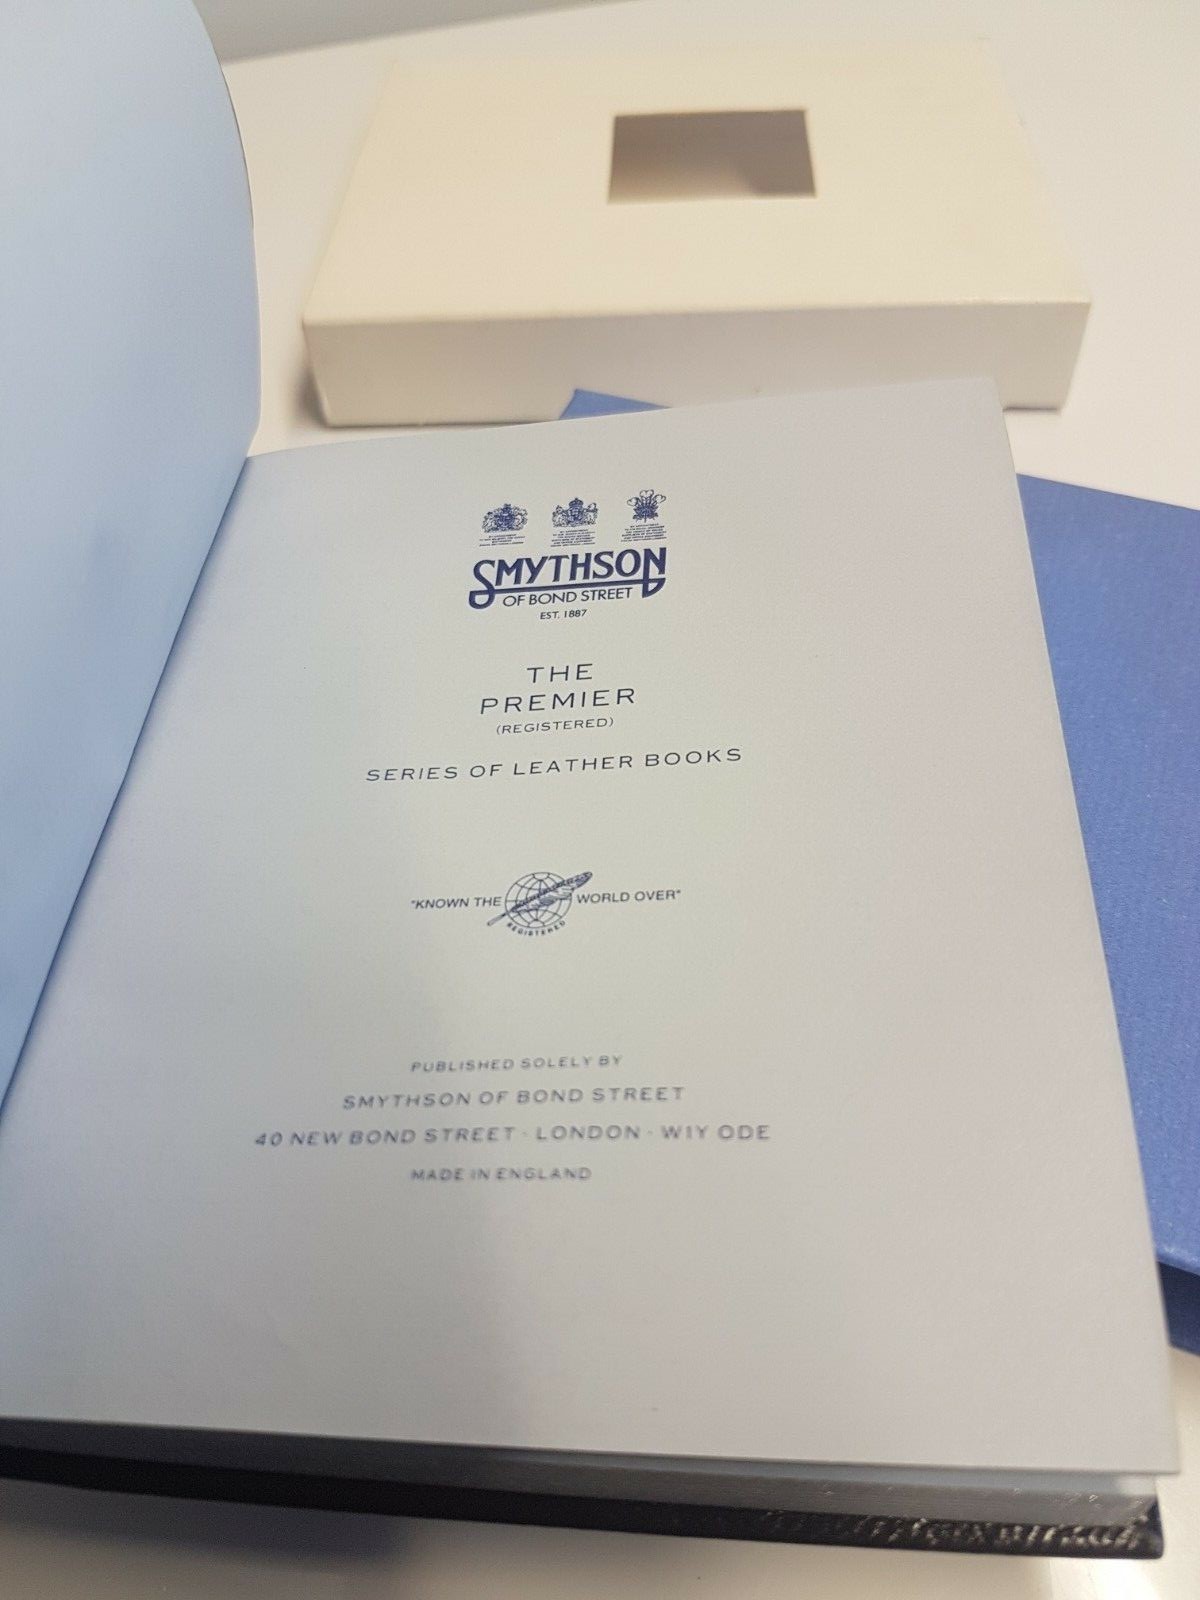 SMYTHSON
OF BOND STREET
EST. 1887
THE
PREMIER
(REGISTERED)
SERIES OF LEATHER BOOKS
"KNOWN THE WORLD OVER"
REGISTERED
PUBLISHED SOLELY BY
SMYTHSON OF BOND STREET
40 NEW BOND STREET · LONDON · W1Y ODE
MADE IN ENGLAND